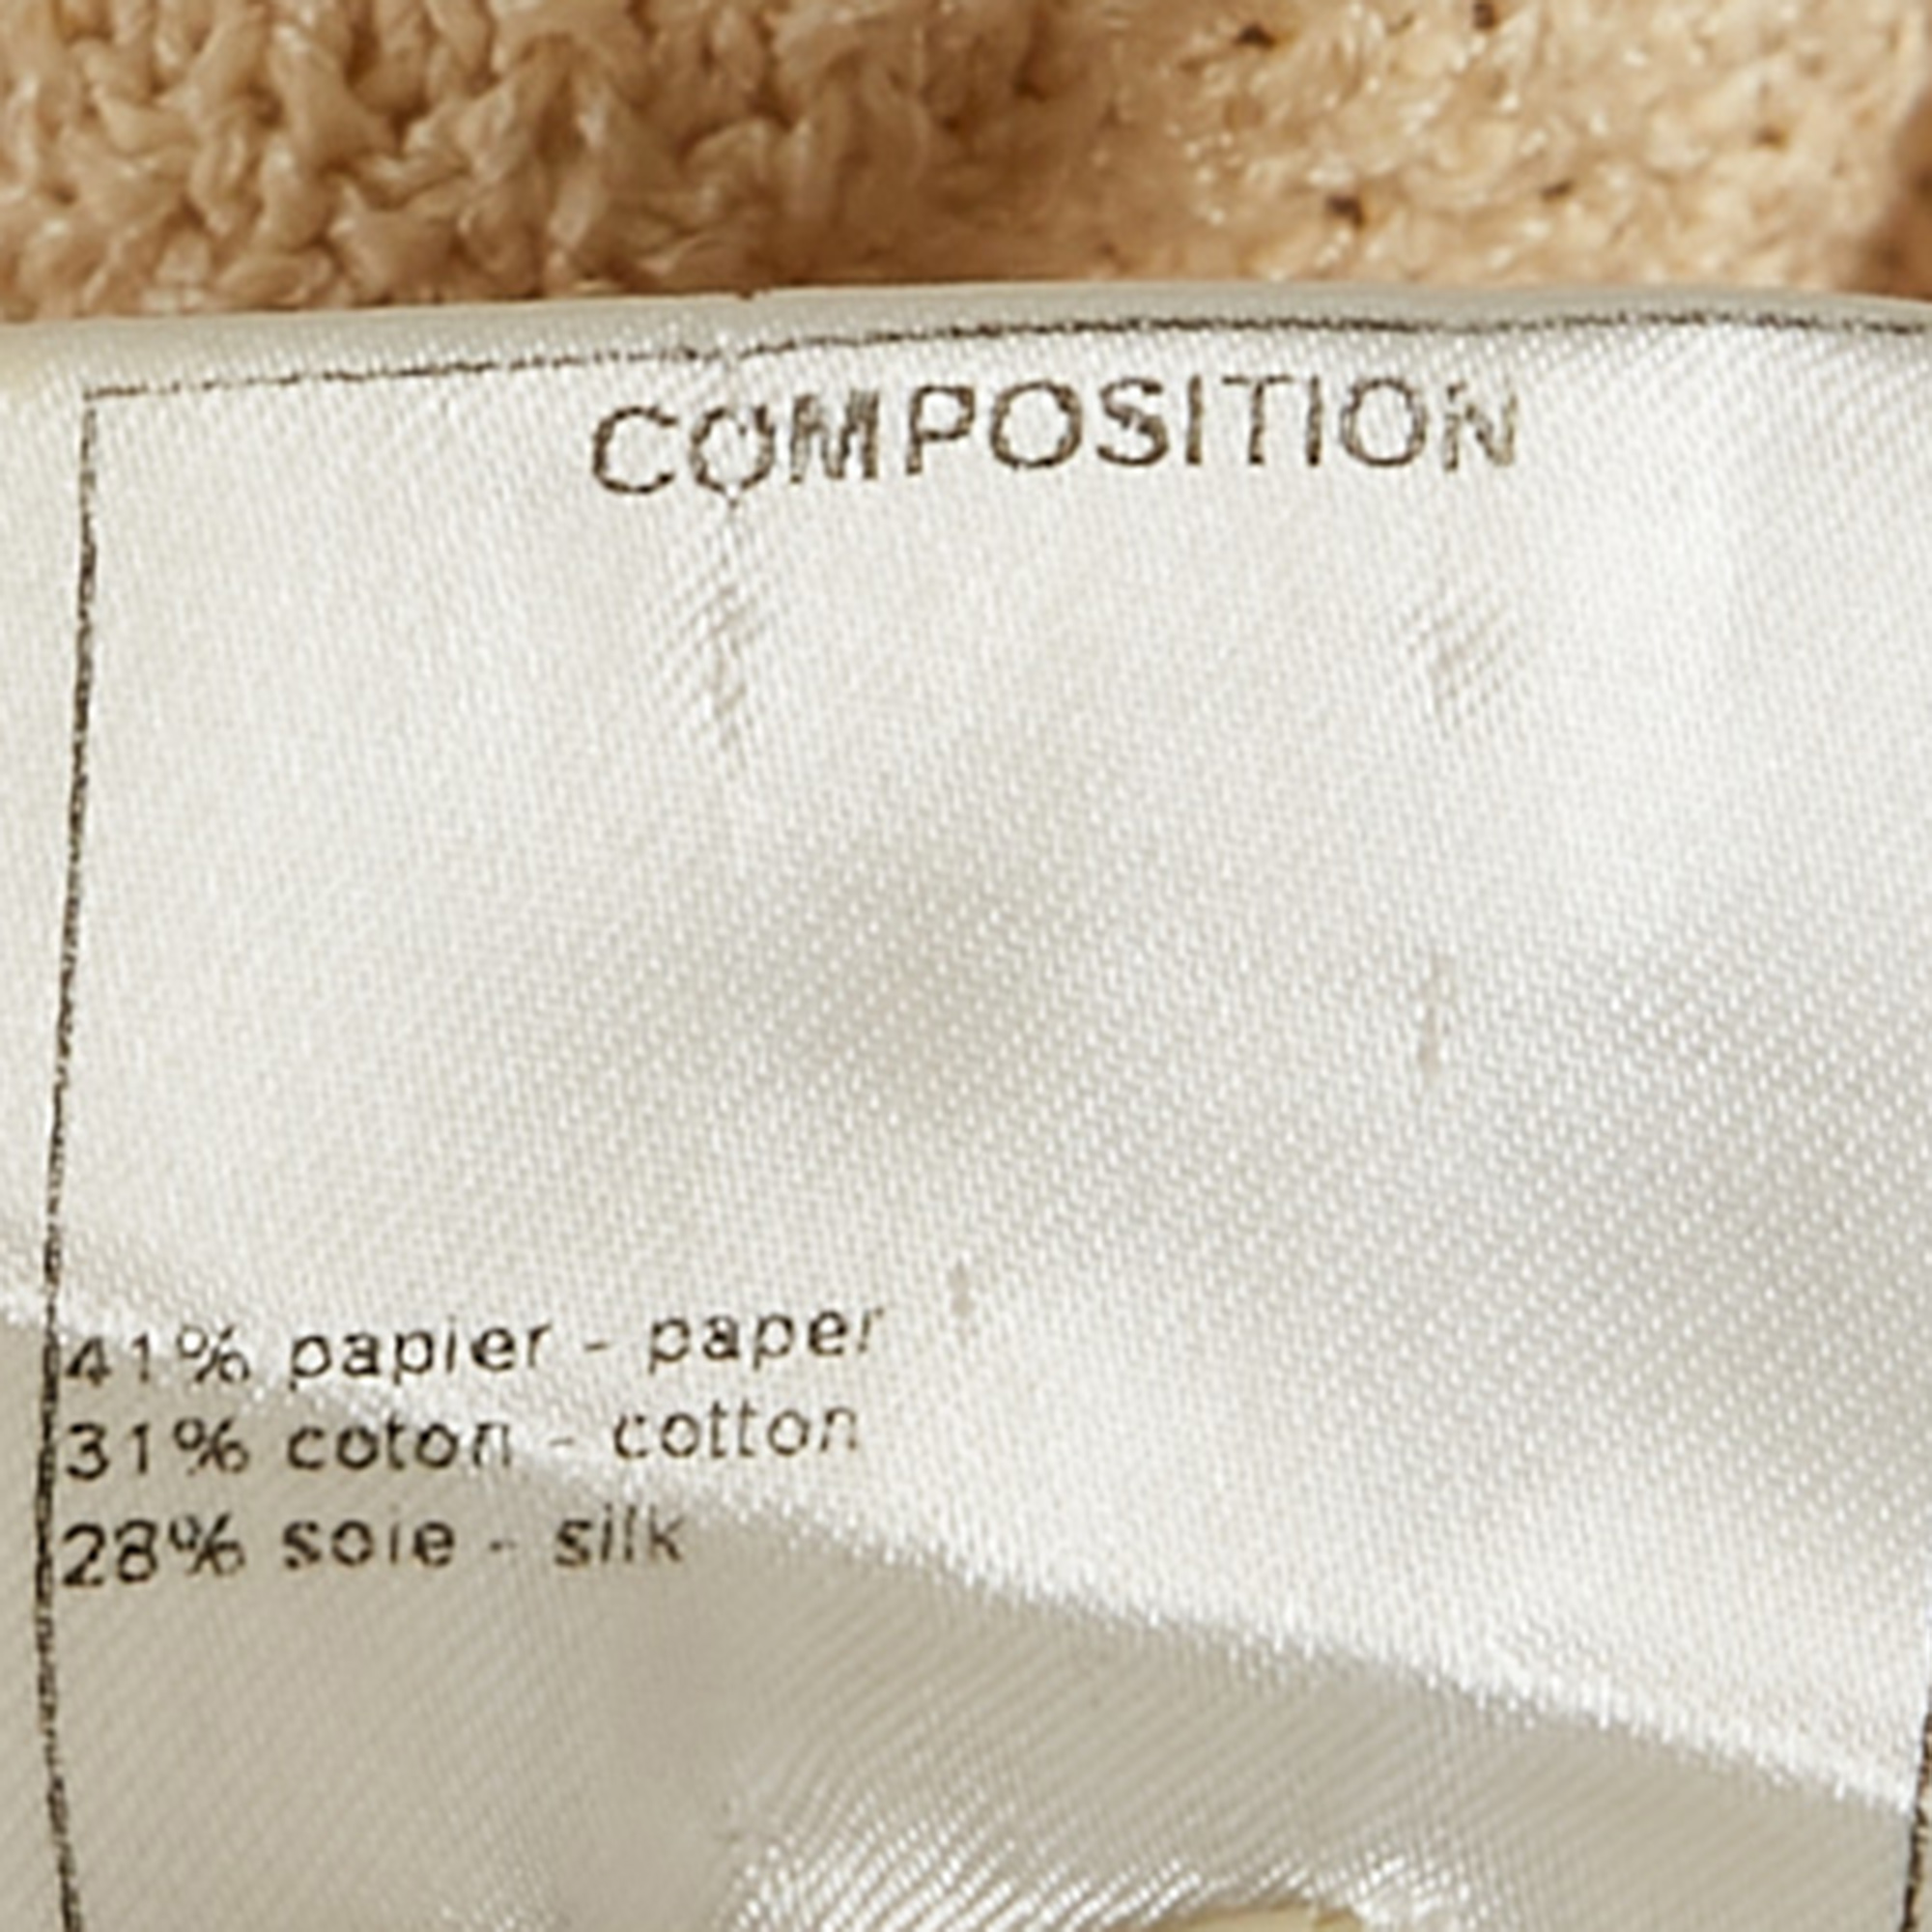 COMPOSITION
41% papier - paper
31% coton - cotton
28% soie - silk